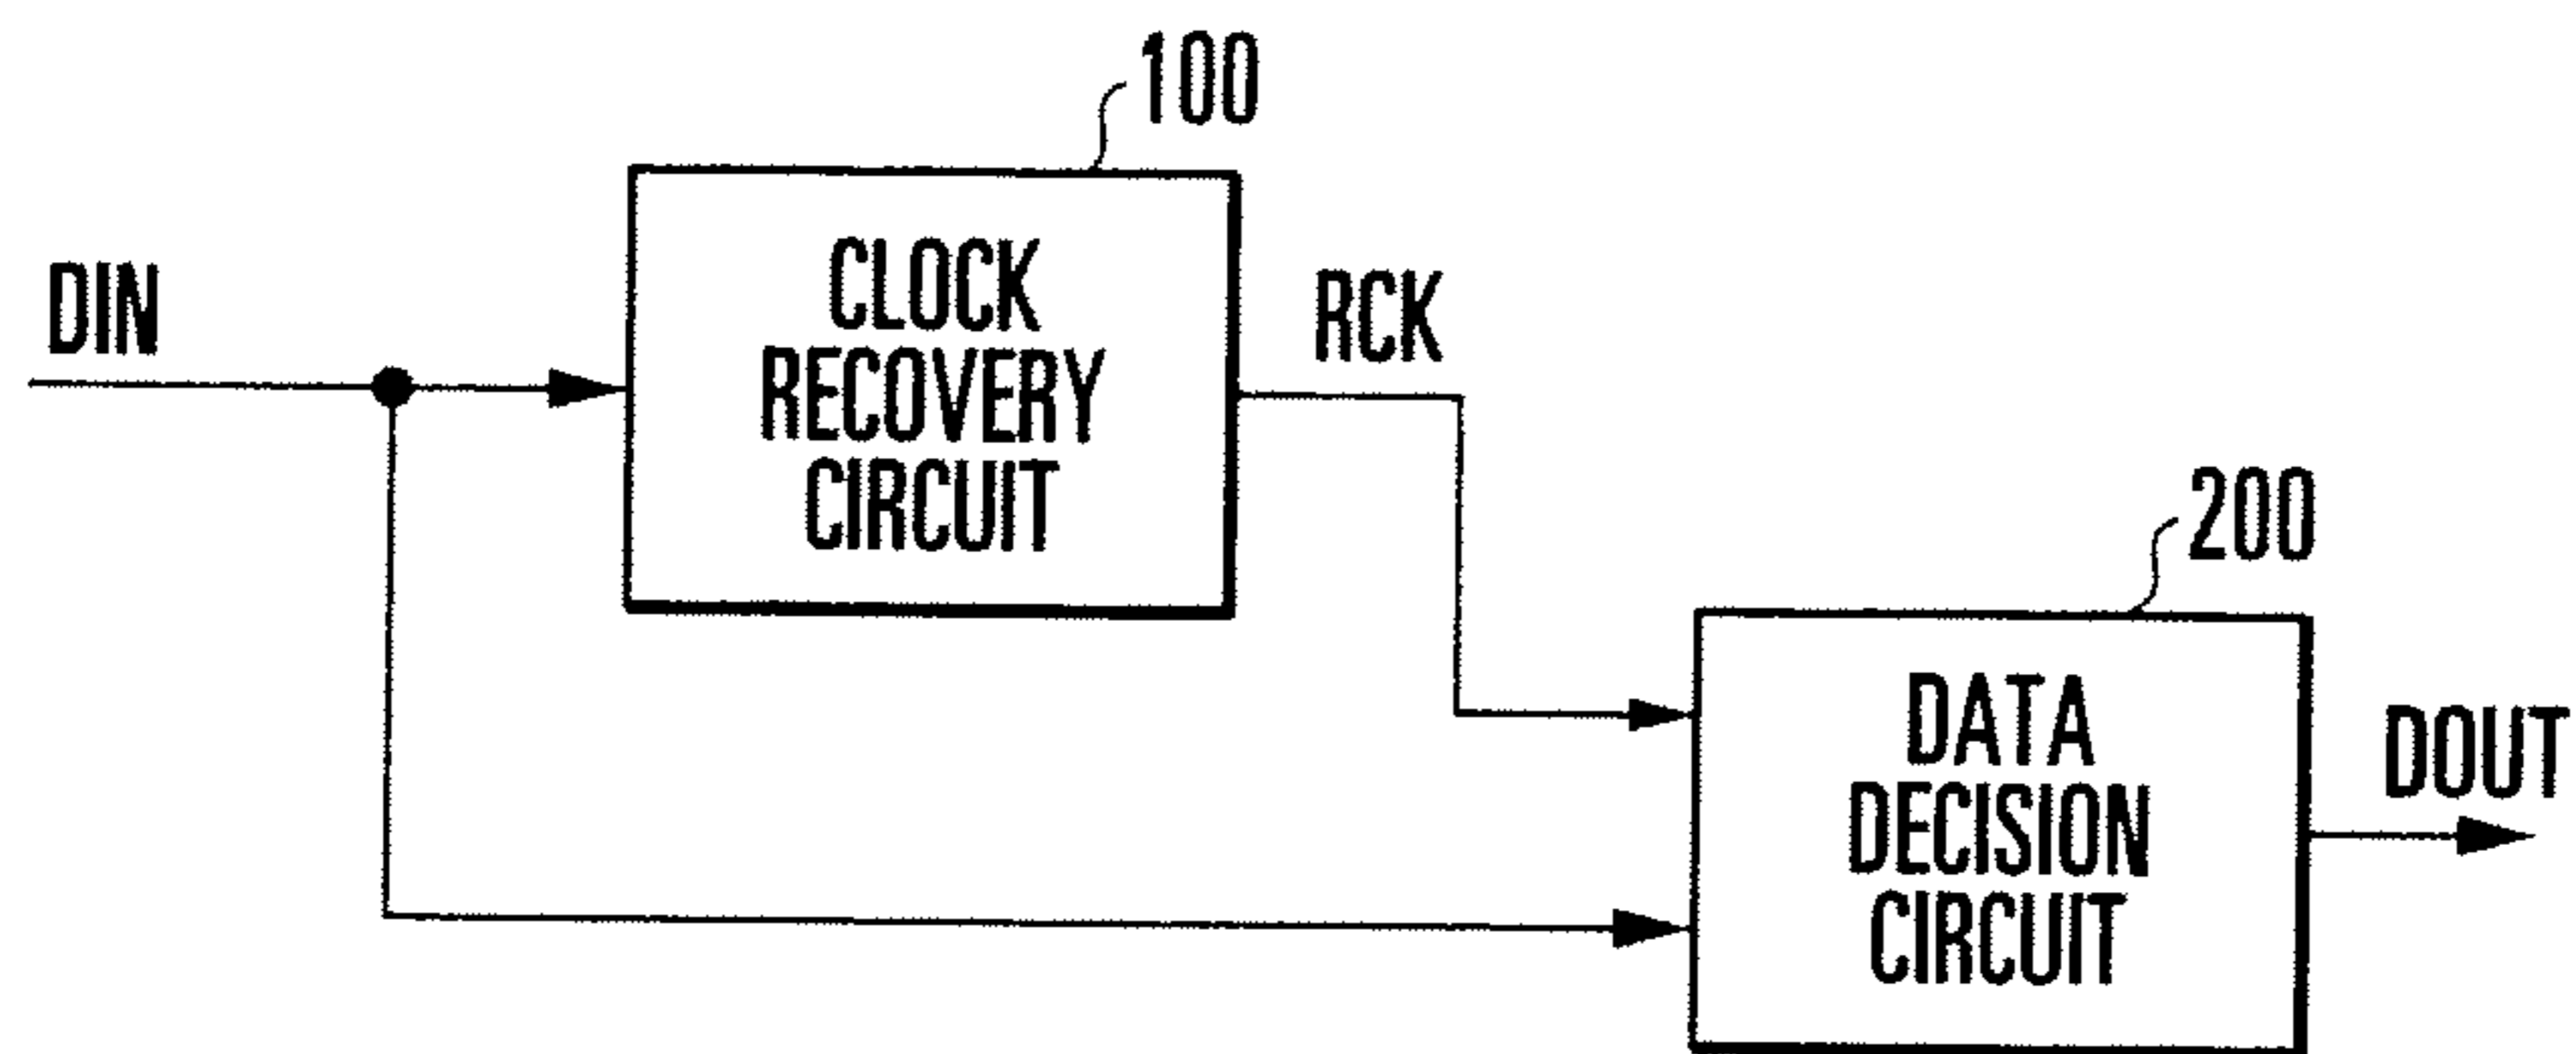 100
DIN
CLOCK
RECOVERY
CIRCUIT
RCK
200
DATA
DECISION
CIRCUIT
DOUT